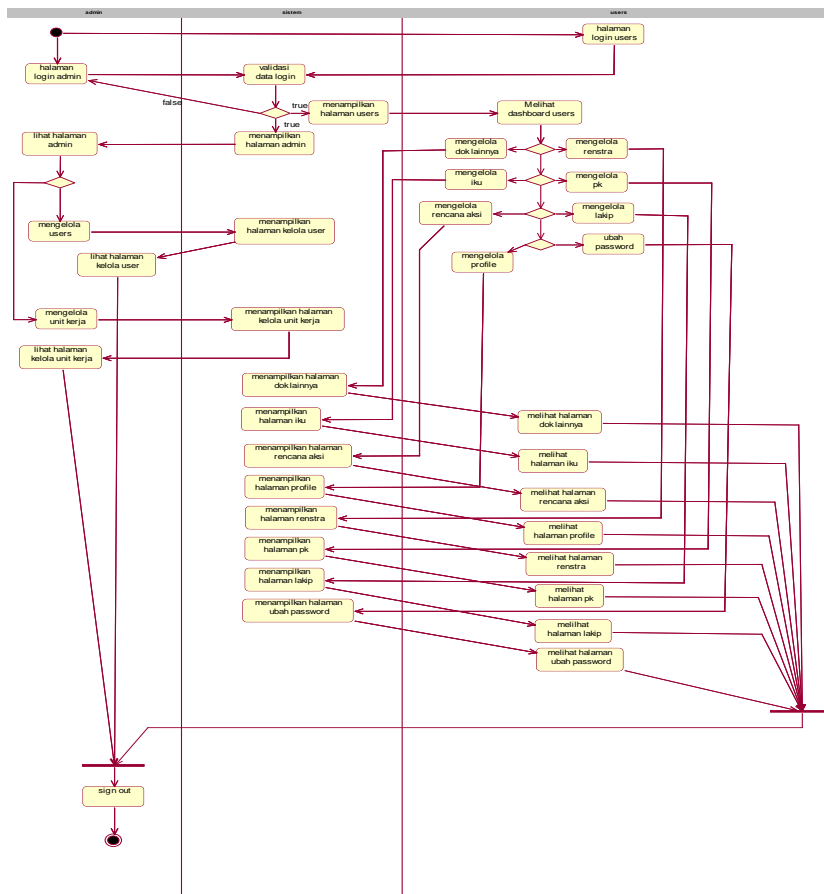 admin
sistem
users
halaman
login users
halaman
login admin
validasi
data login
false
true
true
menampilkan
halaman users
Melihat
dashboard users
lihat halaman
admin
menampilkan
halaman admin
mengelola
dok lainnya
mengelola
renstra
mengelola
iku
mengelola
pk
mengelola
rencana aksi
mengelola
lakip
mengelola
users
menampilkan
halaman kelola user
ubah
password
lihat halaman
kelola user
mengelola
profile
mengelola
unit kerja
menampilkan halaman
kelola unit kerja
lihat halaman
kelola unit kerja
menampilkan halaman
dok lainnya
menampilkan
halaman iku
melihat halaman
dok lainnya
menampilkan halaman
rencana aksi
melihat
halaman iku
menampilkan
halaman profile
melihat halaman
rencana aksi
menampilkan
halaman renstra
melihat
halaman profile
menampilkan
halaman pk
melihat halaman
renstra
menampilkan
halaman lakip
melihat
halaman pk
menampilkan halaman
ubah password
melilhat
halaman lakip
melihat halaman
ubah password
sign out